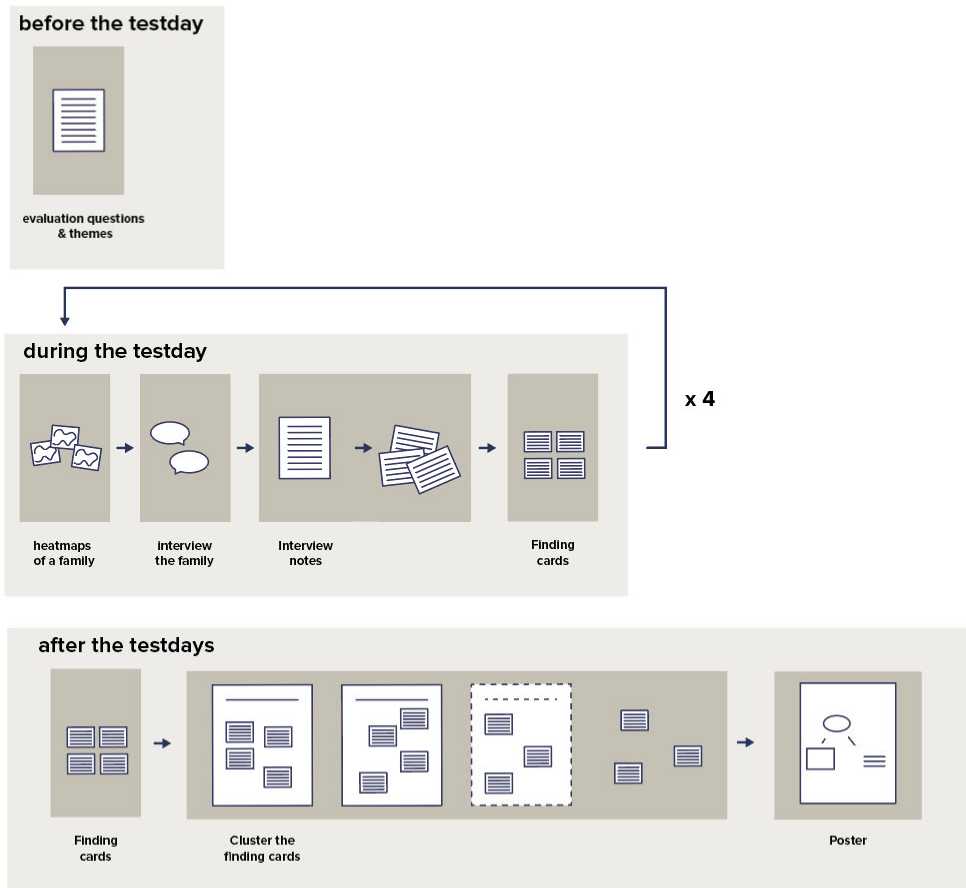 before the testday
evaluation questions
& themes
during the testday
x 4
heatmaps
of a family
interview
the family
Interview
notes
Finding
cards
after the testdays
Finding
cards
Cluster the
finding cards
Poster